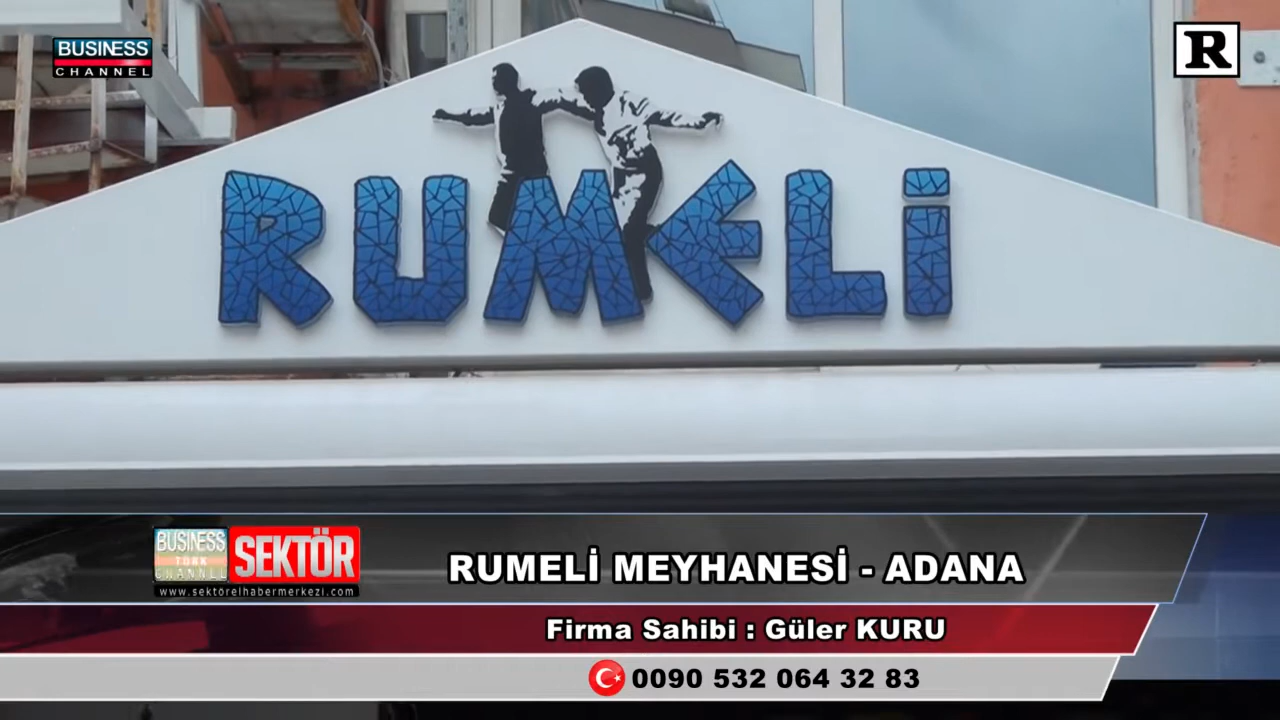 BUSINESS
CHANNEL
R
RUMELİ
BUSINESS
TÜRK
CHANNEL
SEKTÖR
www.sektörelhabermerkezi.com
RUMELİ MEYHANESİ - ADANA
Firma Sahibi : Güler KURU
0090 532 064 32 83